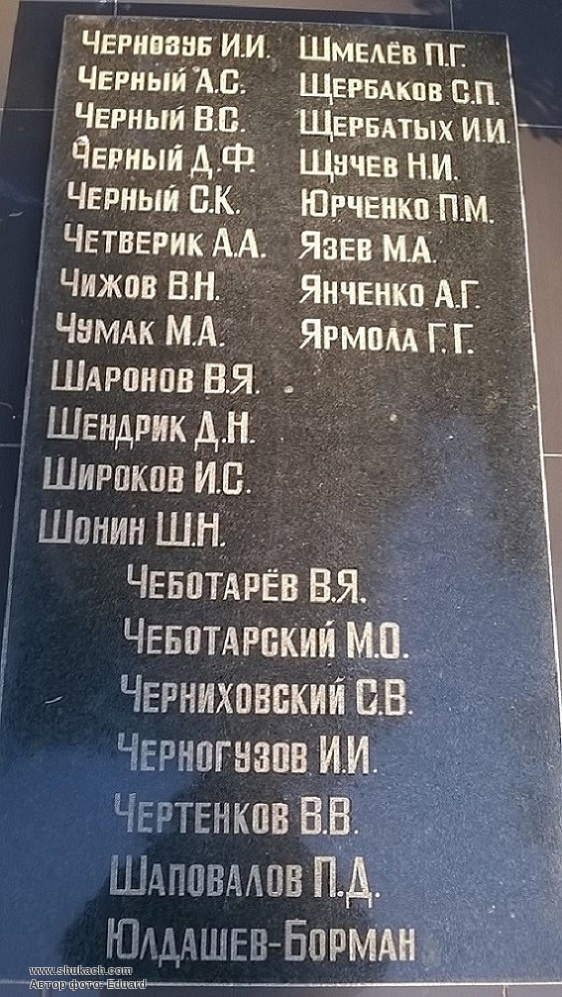 Чернозуб И.И.
Черный А.С.
Черный В.С.
Черный Д.Ф.
Черный С.К.
Четверик А.А.
Чижов В.Н.
Чумак М.А.
Шаронов В.Я.
Шендрик Д.Н.
Широков И.С.
Шонин Ш.Н.
Шмелёв П.Г.
Щербаков С.П.
Щербатых И.И.
Щучев Н.И.
Юрченко П.М.
Язев М.А.
Янченко А.Г.
Ярмола Г.Г.
Чеботарёв В.Я.
Чеботарский М.О.
Черниховский С.В.
Черногузов И.И.
Чертенков В.В.
Шаповалов П.Д.
Юлдашев-Борман
www.shukach.com
Автор фото: Eduard